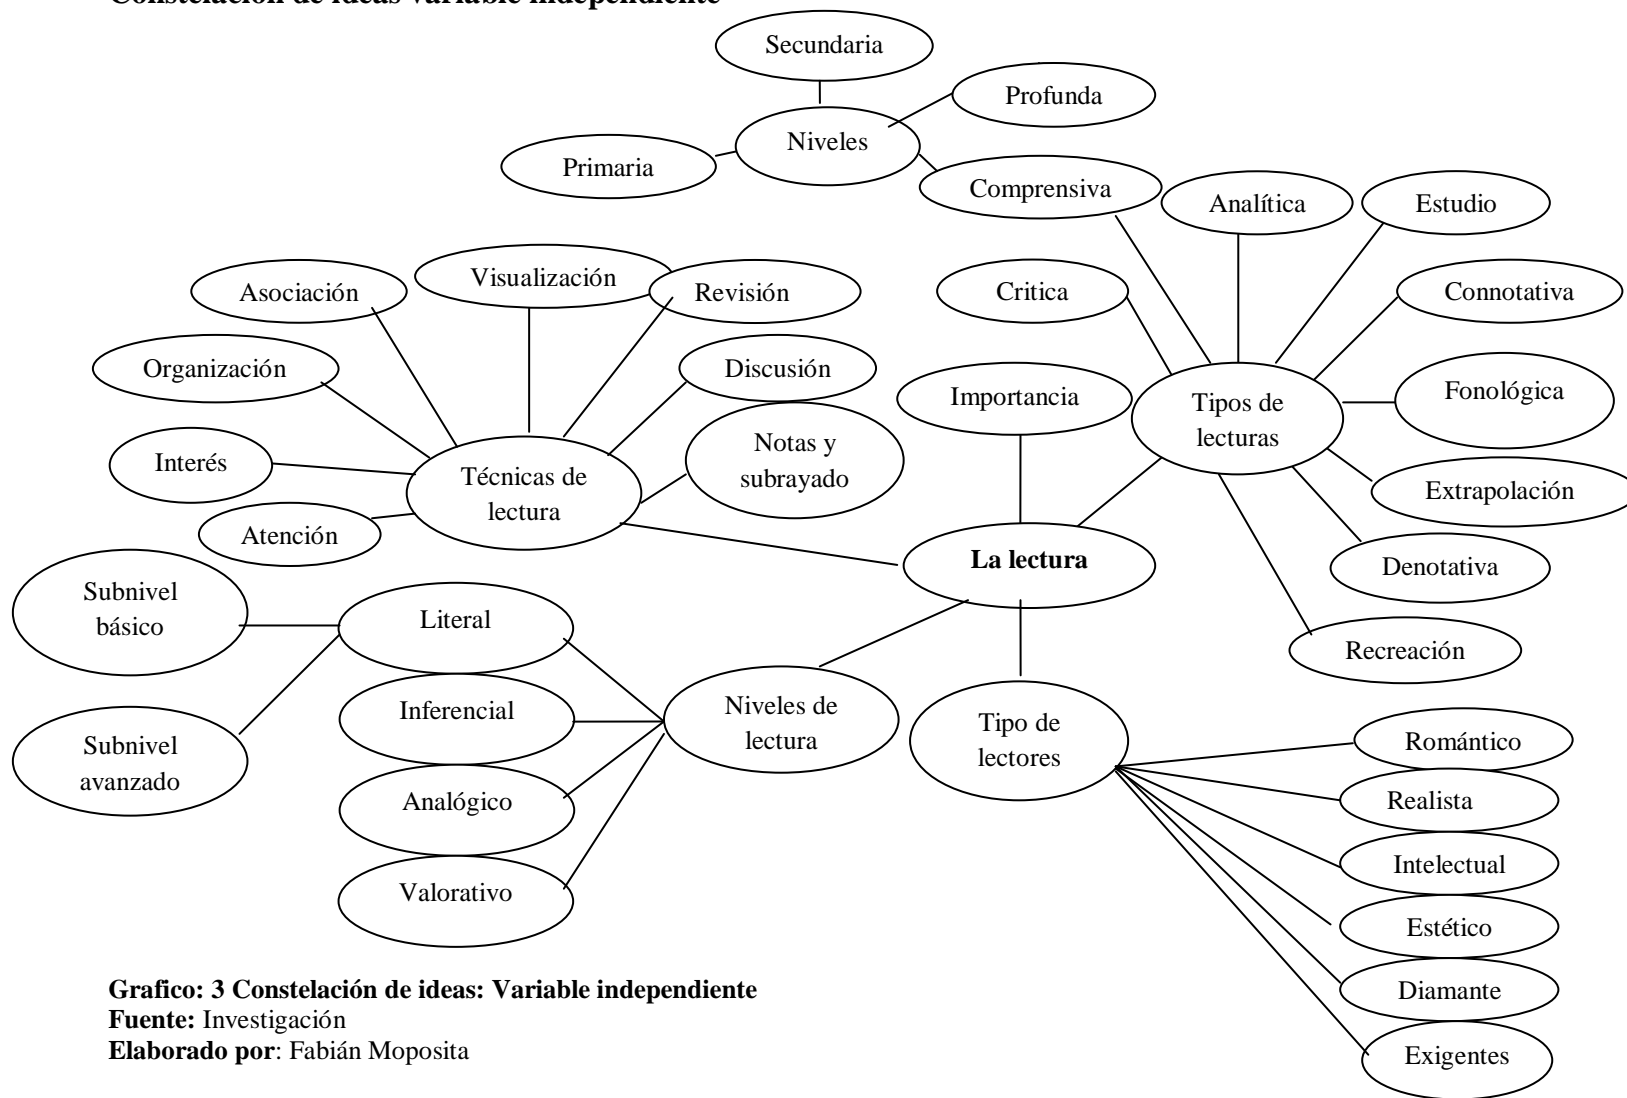 Constelación de ideas variable independiente
Secundaria
Profunda
Niveles
Primaria
Comprensiva
Analítica
Estudio
Visualización
Asociación
Revisión
Critica
Connotativa
Organización
Discusión
Importancia
Tipos de
lecturas
Fonológica
Interés
Técnicas de
lectura
Notas y
subrayado
Extrapolación
Atención
La lectura
Denotativa
Subnivel
básico
Literal
Recreación
Inferencial
Niveles de
lectura
Tipo de
lectores
Subnivel
avanzado
Romántico
Analógico
Realista
Valorativo
Intelectual
Estético
Diamante
Exigentes
Grafico: 3 Constelación de ideas: Variable independiente
Fuente: Investigación
Elaborado por: Fabián Moposita